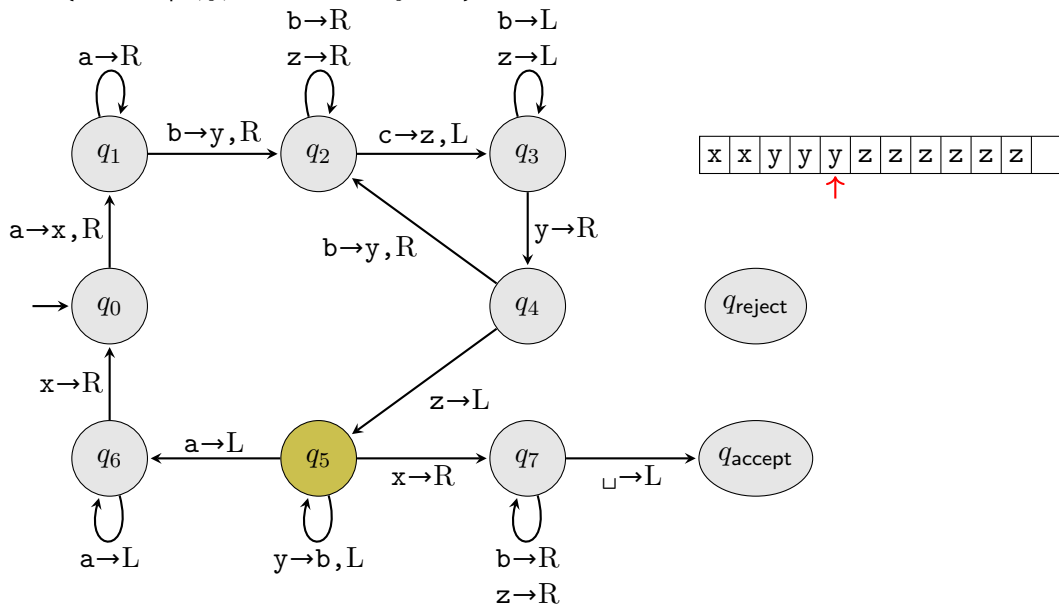 b→R
b→L
a→R
z→R
z→L
q1
b→y,R
q2
c→z,L
q3
x x y y y z z z z z z
↑
a→x,R
b→y,R
y→R
q0
q4
qreject
x→R
z→L
q6
a→L
q5
x→R
q7
␣→L
qaccept
a→L
y→b,L
b→R
z→R